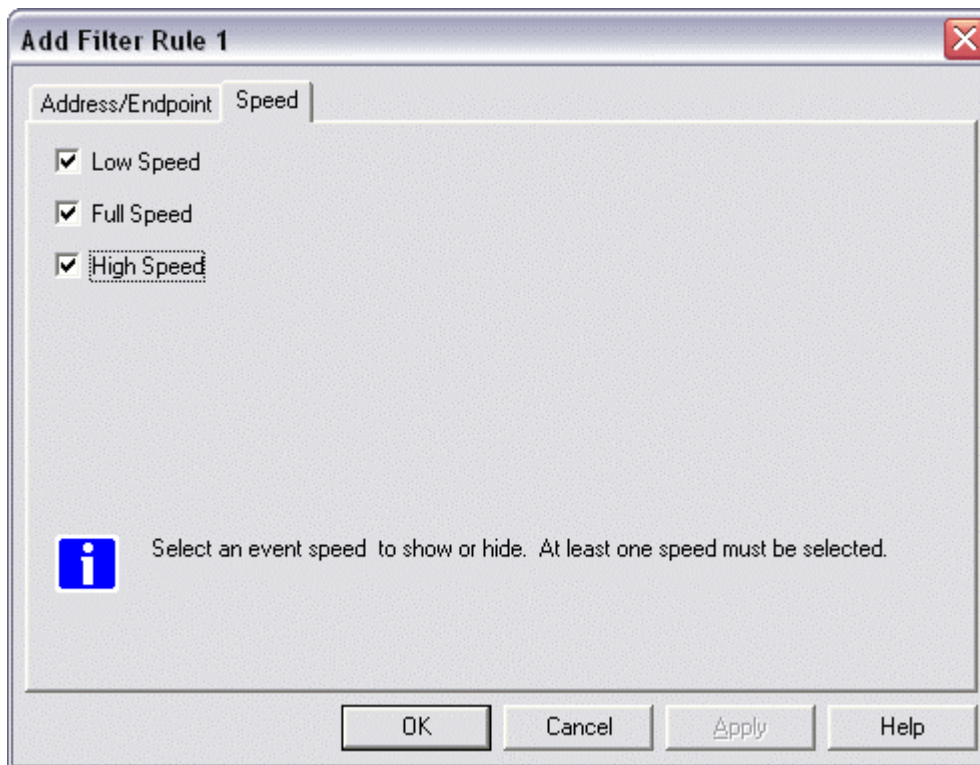 Add Filter Rule 1
Address/Endpoint Speed
Low Speed
Full Speed
High Speed
Select an event speed  to show or hide.  At least one speed must be selected.
OK Cancel Apply Help